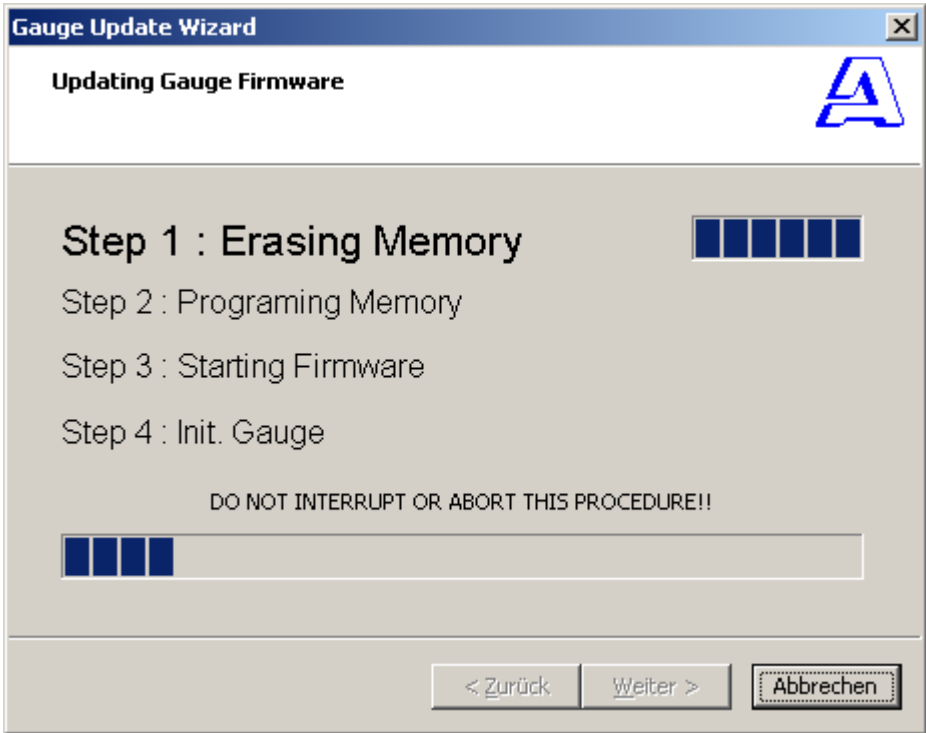 Gauge Update Wizard
Updating Gauge Firmware
Step 1 : Erasing Memory
Step 2 : Programing Memory
Step 3 : Starting Firmware
Step 4 : Init. Gauge
DO NOT INTERRUPT OR ABORT THIS PROCEDURE!!
< Zurück Weiter > Abbrechen